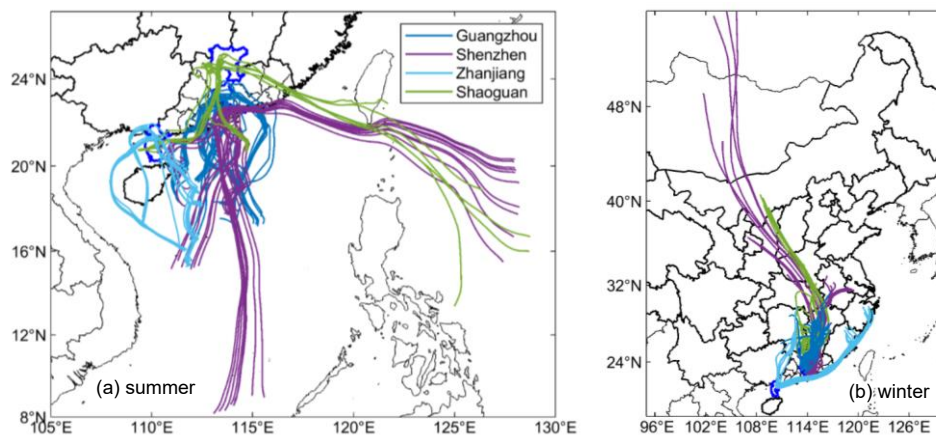 Guangzhou
Shenzhen
Zhanjiang
Shaoguan
24°N
20°N
16°N
12°N
8°N
105°E
110°E
115°E
120°E
125°E
130°E
(a) summer
48°N
40°N
32°N
24°N
96°E
102°E
108°E
114°E
120°E
126°E
(b) winter